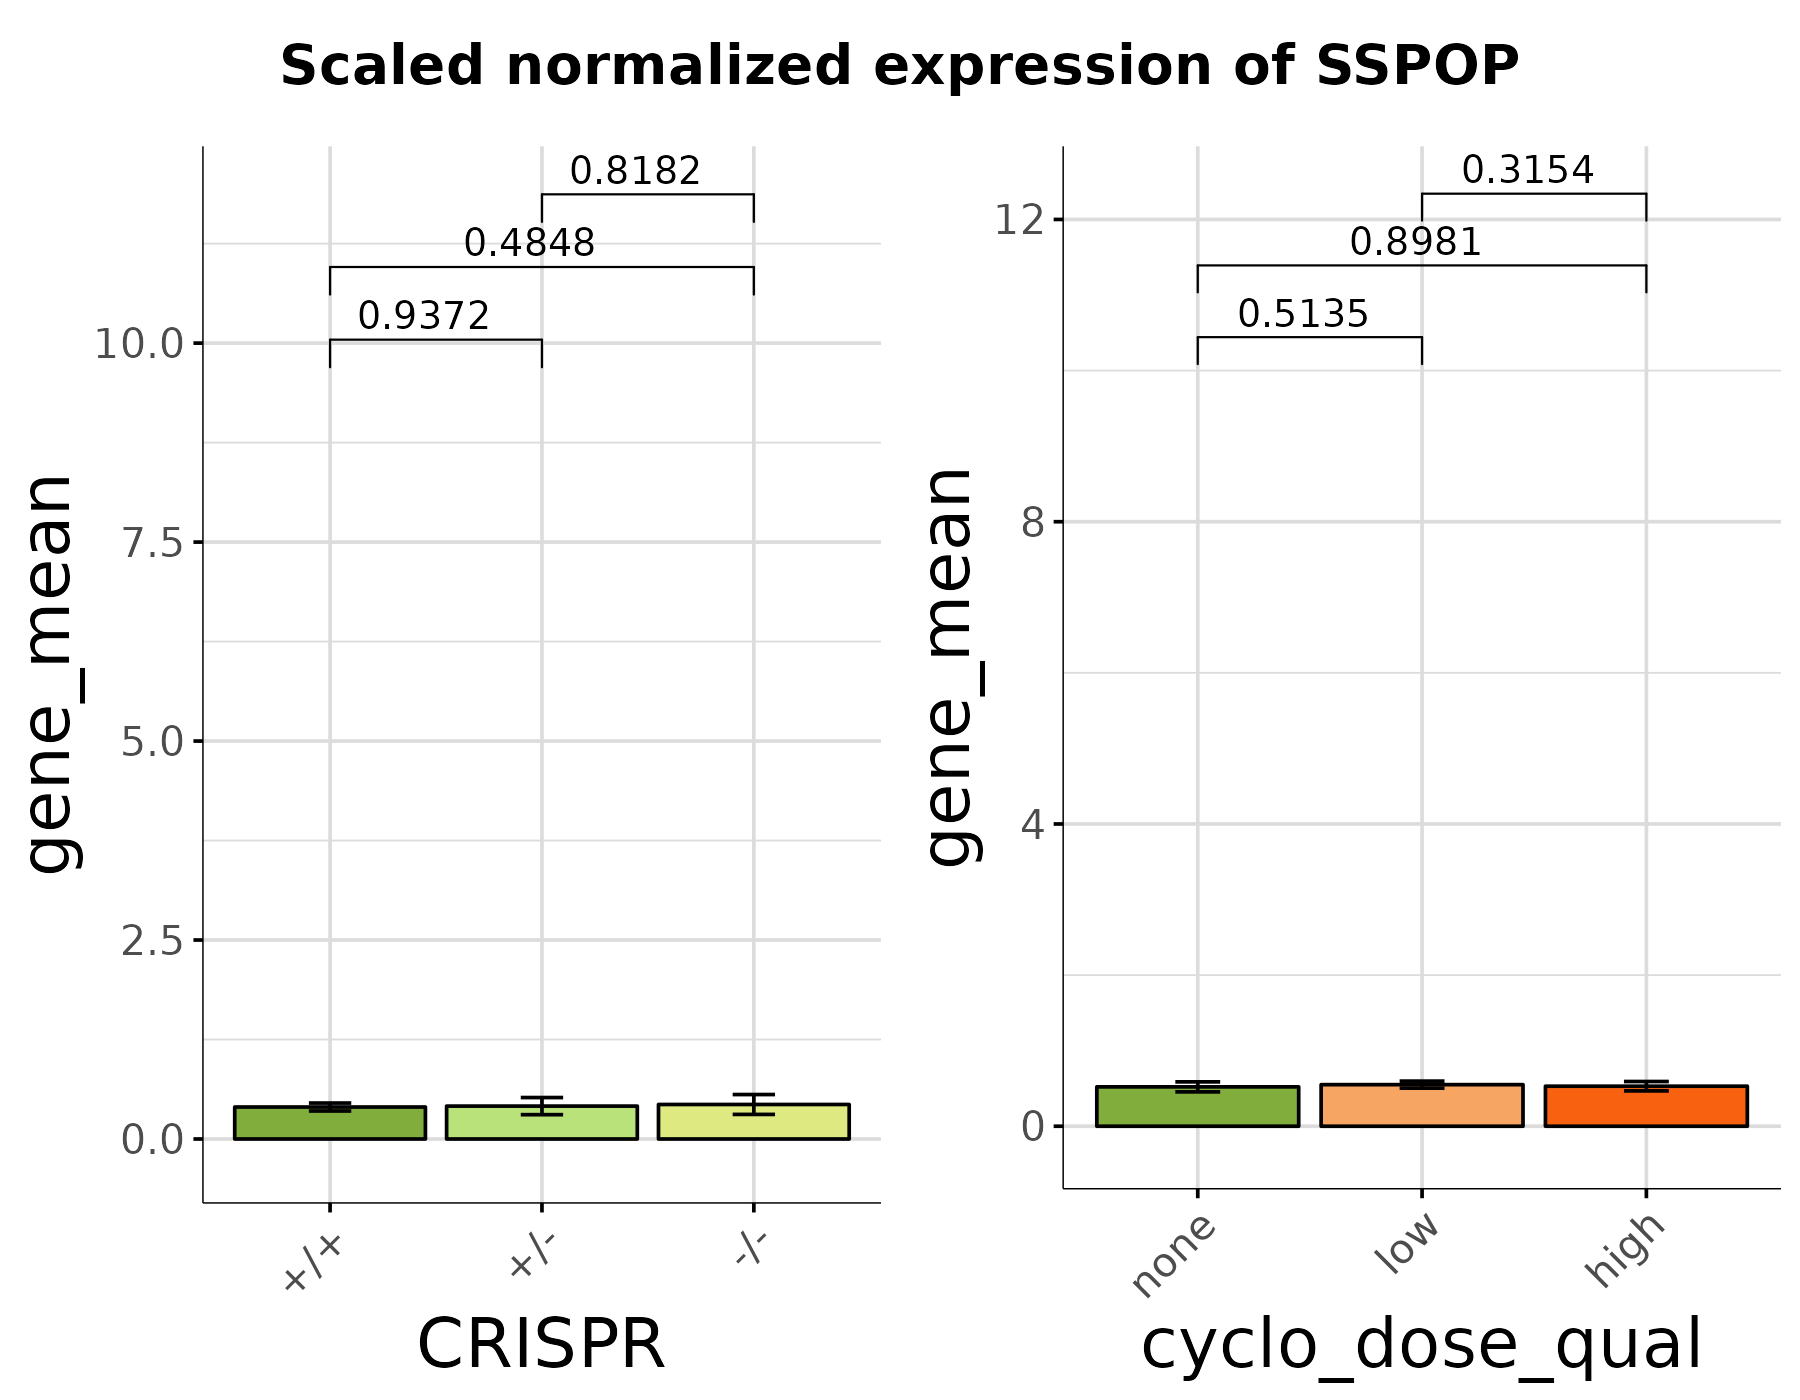 Scaled normalized expression of SSPOP
gene_mean
10.0
7.5
5.0
2.5
0.0
0.8182
0.4848
0.9372
+/+
+/-
-/-
CRISPR
gene_mean
12
8
4
0
0.3154
0.8981
0.5135
none
low
high
cyclo_dose_qual